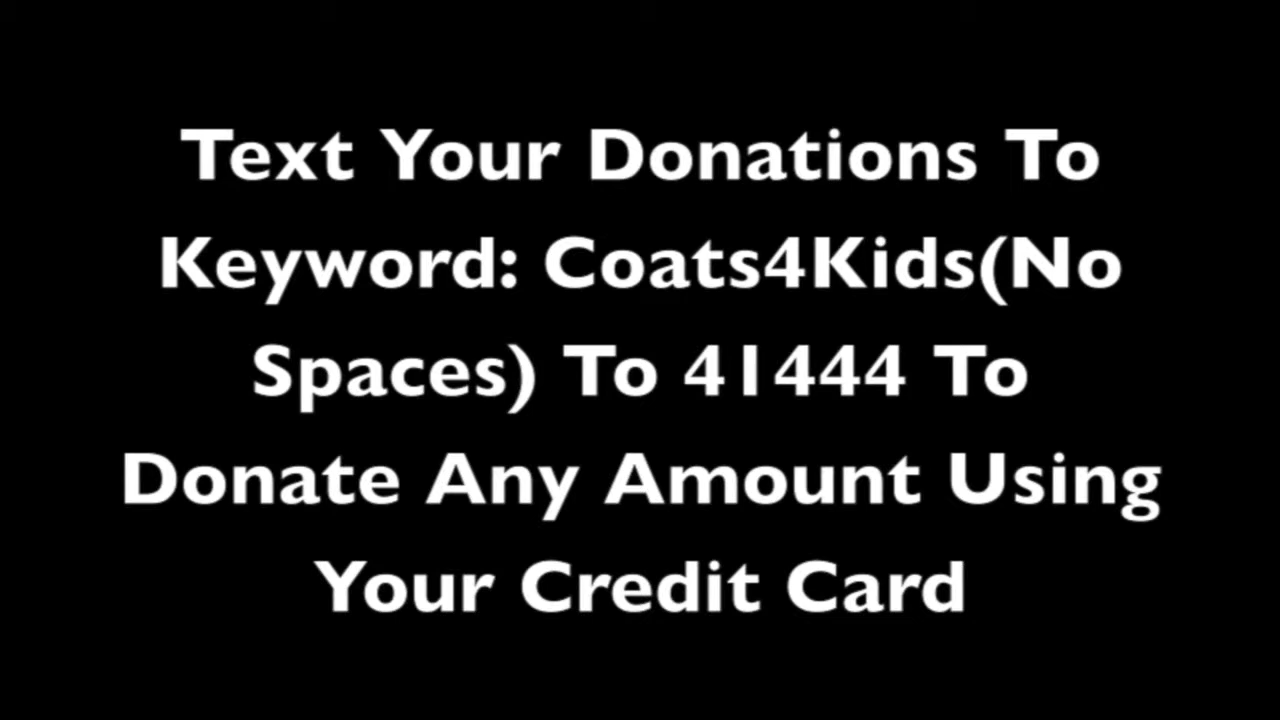 Text Your Donations To
Keyword: Coats4Kids(No
Spaces) To 41444 To
Donate Any Amount Using
Your Credit Card